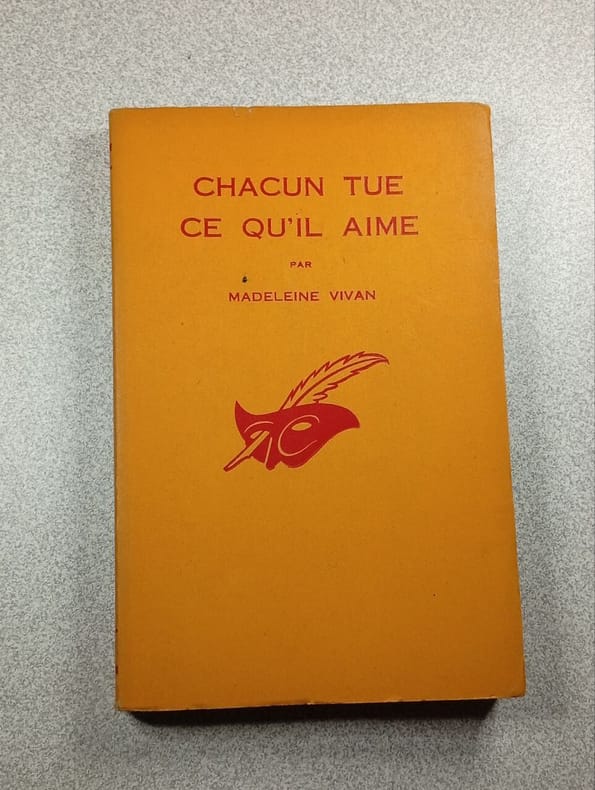 CHACUN TUE
CE QU'IL AIME
PAR
MADELEINE VIVAN